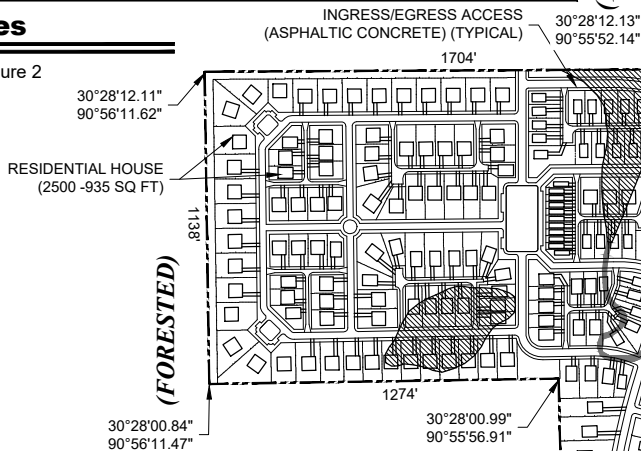 es
ure 2
INGRESS/EGRESS ACCESS
(ASPHALTIC CONCRETE) (TYPICAL)
30°28'12.13"
90°55'52.14"
1704'
30°28'12.11"
90°56'11.62"
RESIDENTIAL HOUSE
(2500 -935 SQ FT)
1138'
(FORESTED)
1274'
30°28'00.84"
90°56'11.47"
30°28'00.99"
90°55'56.91"